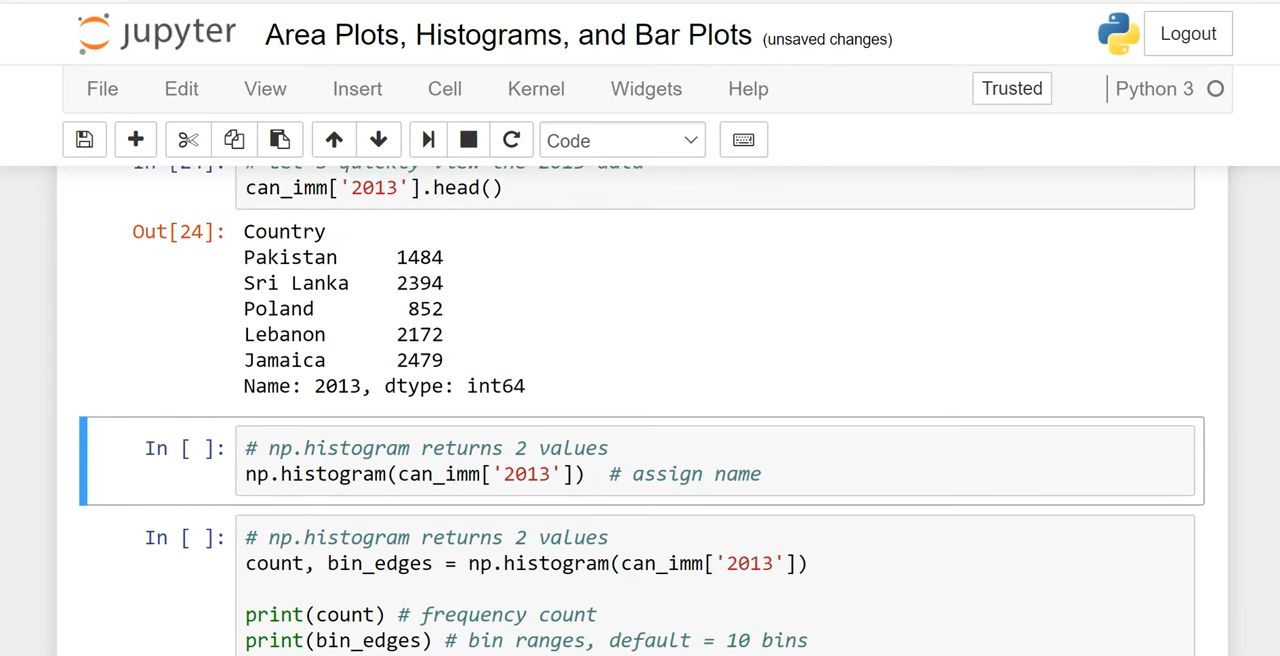 jupyter Area Plots, Histograms, and Bar Plots (unsaved changes) Logout
File Edit View Insert Cell Kernel Widgets Help Trusted Python 3
Code
can_imm['2013'].head()
Out[24]: Country
Pakistan 1484
Sri Lanka 2394
Poland 852
Lebanon 2172
Jamaica 2479
Name: 2013, dtype: int64
In [ ]: # np.histogram returns 2 values
np.histogram(can_imm['2013']) # assign name
In [ ]: # np.histogram returns 2 values
count, bin_edges = np.histogram(can_imm['2013'])
print(count) # frequency count
print(bin_edges) # bin ranges, default = 10 bins